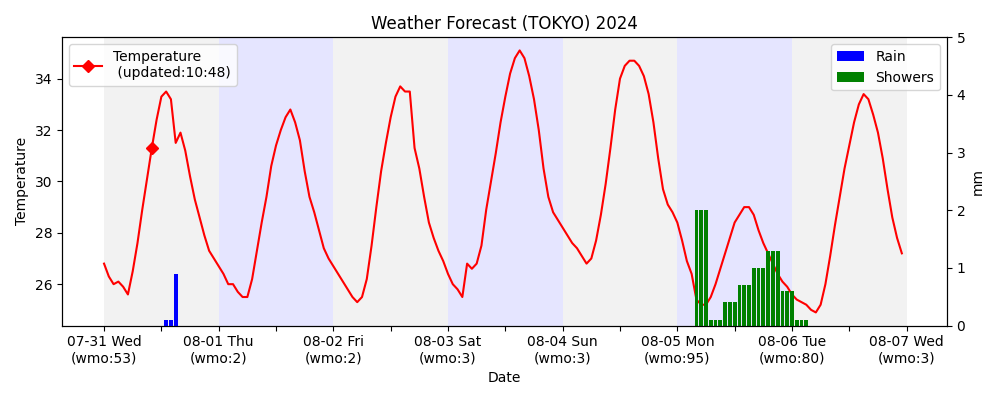 Weather Forecast (TOKYO) 2024
Temperature
(updated:10:48)
Rain
Showers
Temperature
34
32
30
28
26
5
4
3
2
1
0
mm
07-31 Wed
(wmo:53)
08-01 Thu
(wmo:2)
08-02 Fri
(wmo:2)
08-03 Sat
(wmo:3)
08-04 Sun
(wmo:3)
08-05 Mon
(wmo:95)
08-06 Tue
(wmo:80)
08-07 Wed
(wmo:3)
Date